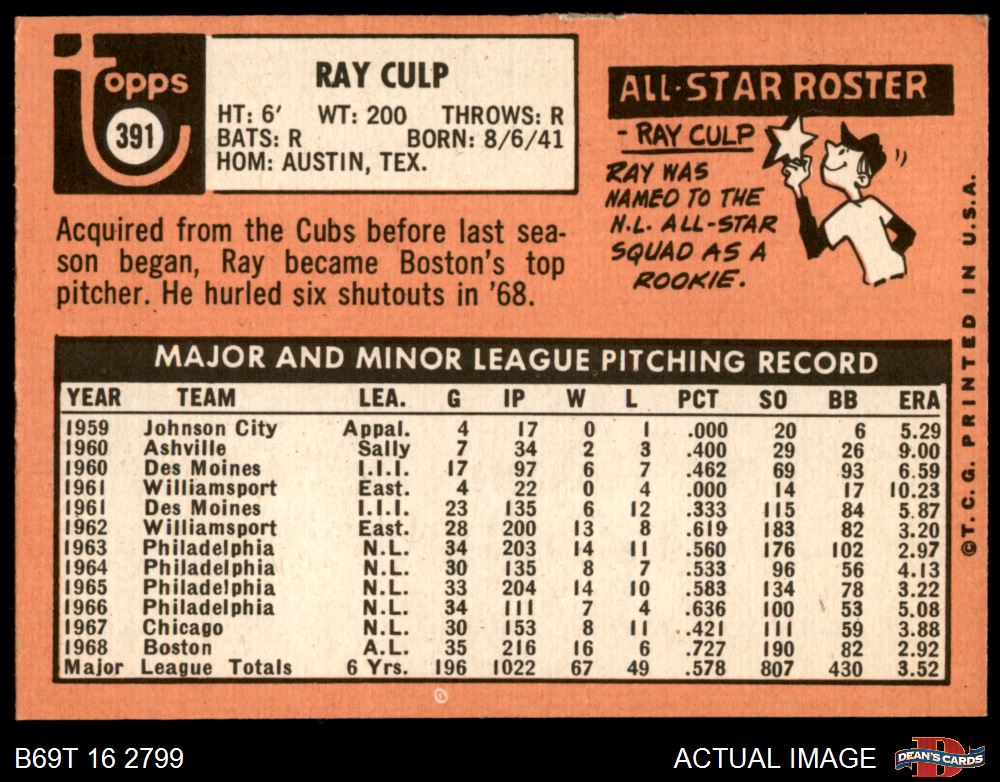 Topps
391
RAY CULP
HT: 6' WT: 200 THROWS: R
BATS: R BORN: 8/6/41
HOM: AUSTIN, TEX.
ALL-STAR ROSTER
- RAY CULP
RAY WAS
NAMED TO THE
N.L. ALL-STAR
SQUAD AS A
ROOKIE.
Acquired from the Cubs before last sea-
son began, Ray became Boston's top
pitcher. He hurled six shutouts in '68.
MAJOR AND MINOR LEAGUE PITCHING RECORD
YEAR TEAM LEA. G IP W L PCT SO BB ERA
1959 Johnson City Appal. 4 17 0 1 .000 20 6 5.29
1960 Ashville Sally 7 34 2 3 .400 29 26 9.00
1960 Des Moines I.I.I. 17 97 6 7 .462 69 93 6.59
1961 Williamsport East. 4 22 0 4 .000 14 17 10.23
1961 Des Moines I.I.I. 23 135 6 12 .333 115 84 5.87
1962 Williamsport East. 28 200 13 8 .619 183 82 3.20
1963 Philadelphia N.L. 34 203 14 11 .560 176 102 2.97
1964 Philadelphia N.L. 30 135 8 7 .533 96 56 4.13
1965 Philadelphia N.L. 33 204 14 10 .583 134 78 3.22
1966 Philadelphia N.L. 34 111 7 4 .636 100 53 5.08
1967 Chicago N.L. 30 153 8 11 .421 111 59 3.88
1968 Boston A.L. 35 216 16 6 .727 190 82 2.92
Major League Totals 6 Yrs. 196 1022 67 49 .578 807 430 3.52
©T.C.G. PRINTED IN U.S.A.
B69T 16 2799
ACTUAL IMAGE
D
DEAN'S CARDS